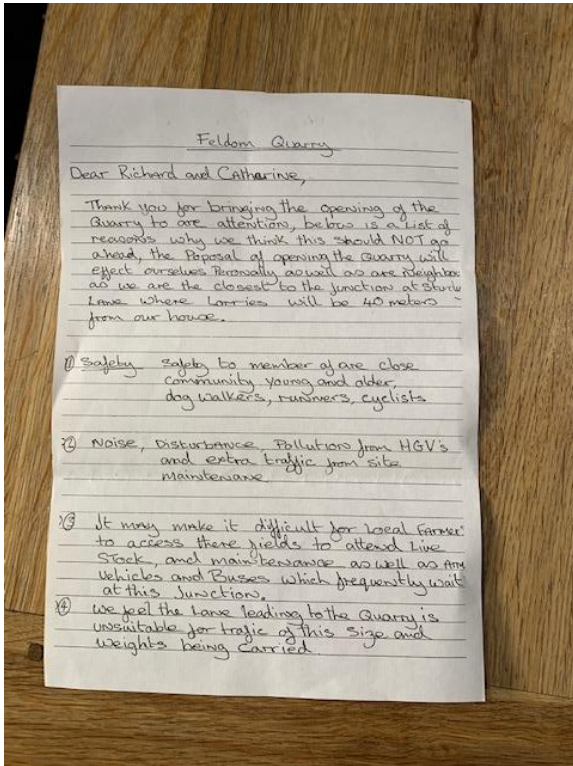 Feldom Quarry
Dear Richard and Catherine,
Thank you for bringing the opening of the
Quarry to are attention, below is a List of
reasons why we think this should NOT go
ahead, the Poposal of opening the Quarry will
effect ourselves Personally as well as are Neighbor
as we are the closest to the junction at
Lane where Lorries will be 40 meters
from our house.
1) Safety Safety to member of are close
community young and older,
dog walkers, runners, cyclists
2) Noise, Disturbance, Pollution from HGV's
and extra traffic from site
maintenance
3) It may make it difficult for Local Farmer
to access there fields to attend Live
Stock, and maintenance as well as
vehicles and Buses which frequently wait
at this Junction.
4) we feel the Lane leading to the Quarry is
unsuitable for trafic of this size and
weights being carried